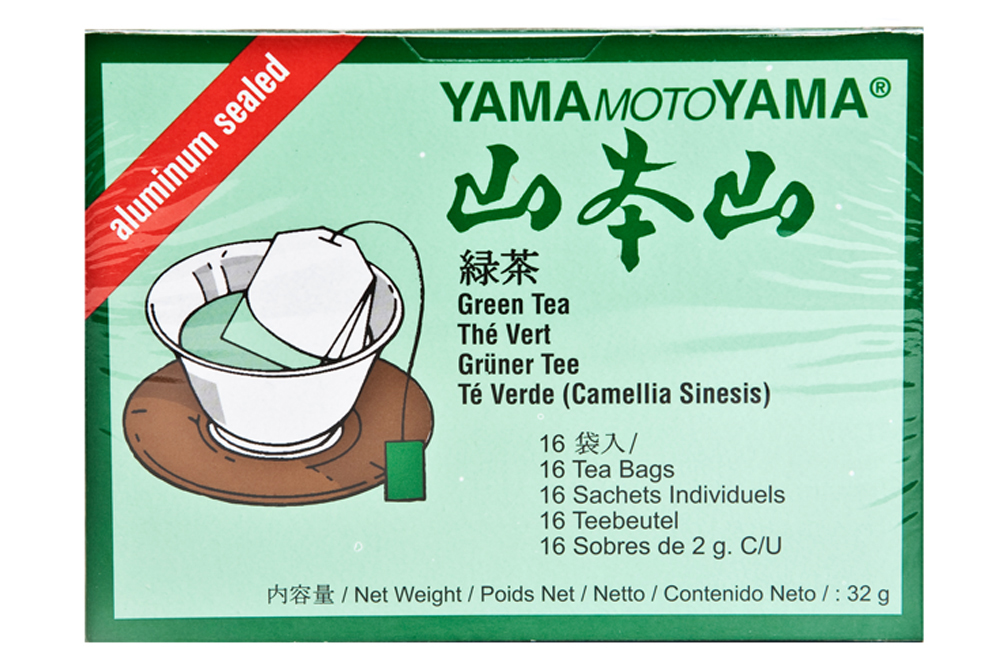 aluminum sealed
YAMAMOTOYAMA®
山本山
緑茶
Green Tea
Thé Vert
Grüner Tee
Té Verde (Camellia Sinesis)
16 袋入/
16 Tea Bags
16 Sachets Individuels
16 Teebeutel
16 Sobres de 2 g. C/U
内容量 / Net Weight / Poids Net / Netto / Contenido Neto / : 32 g